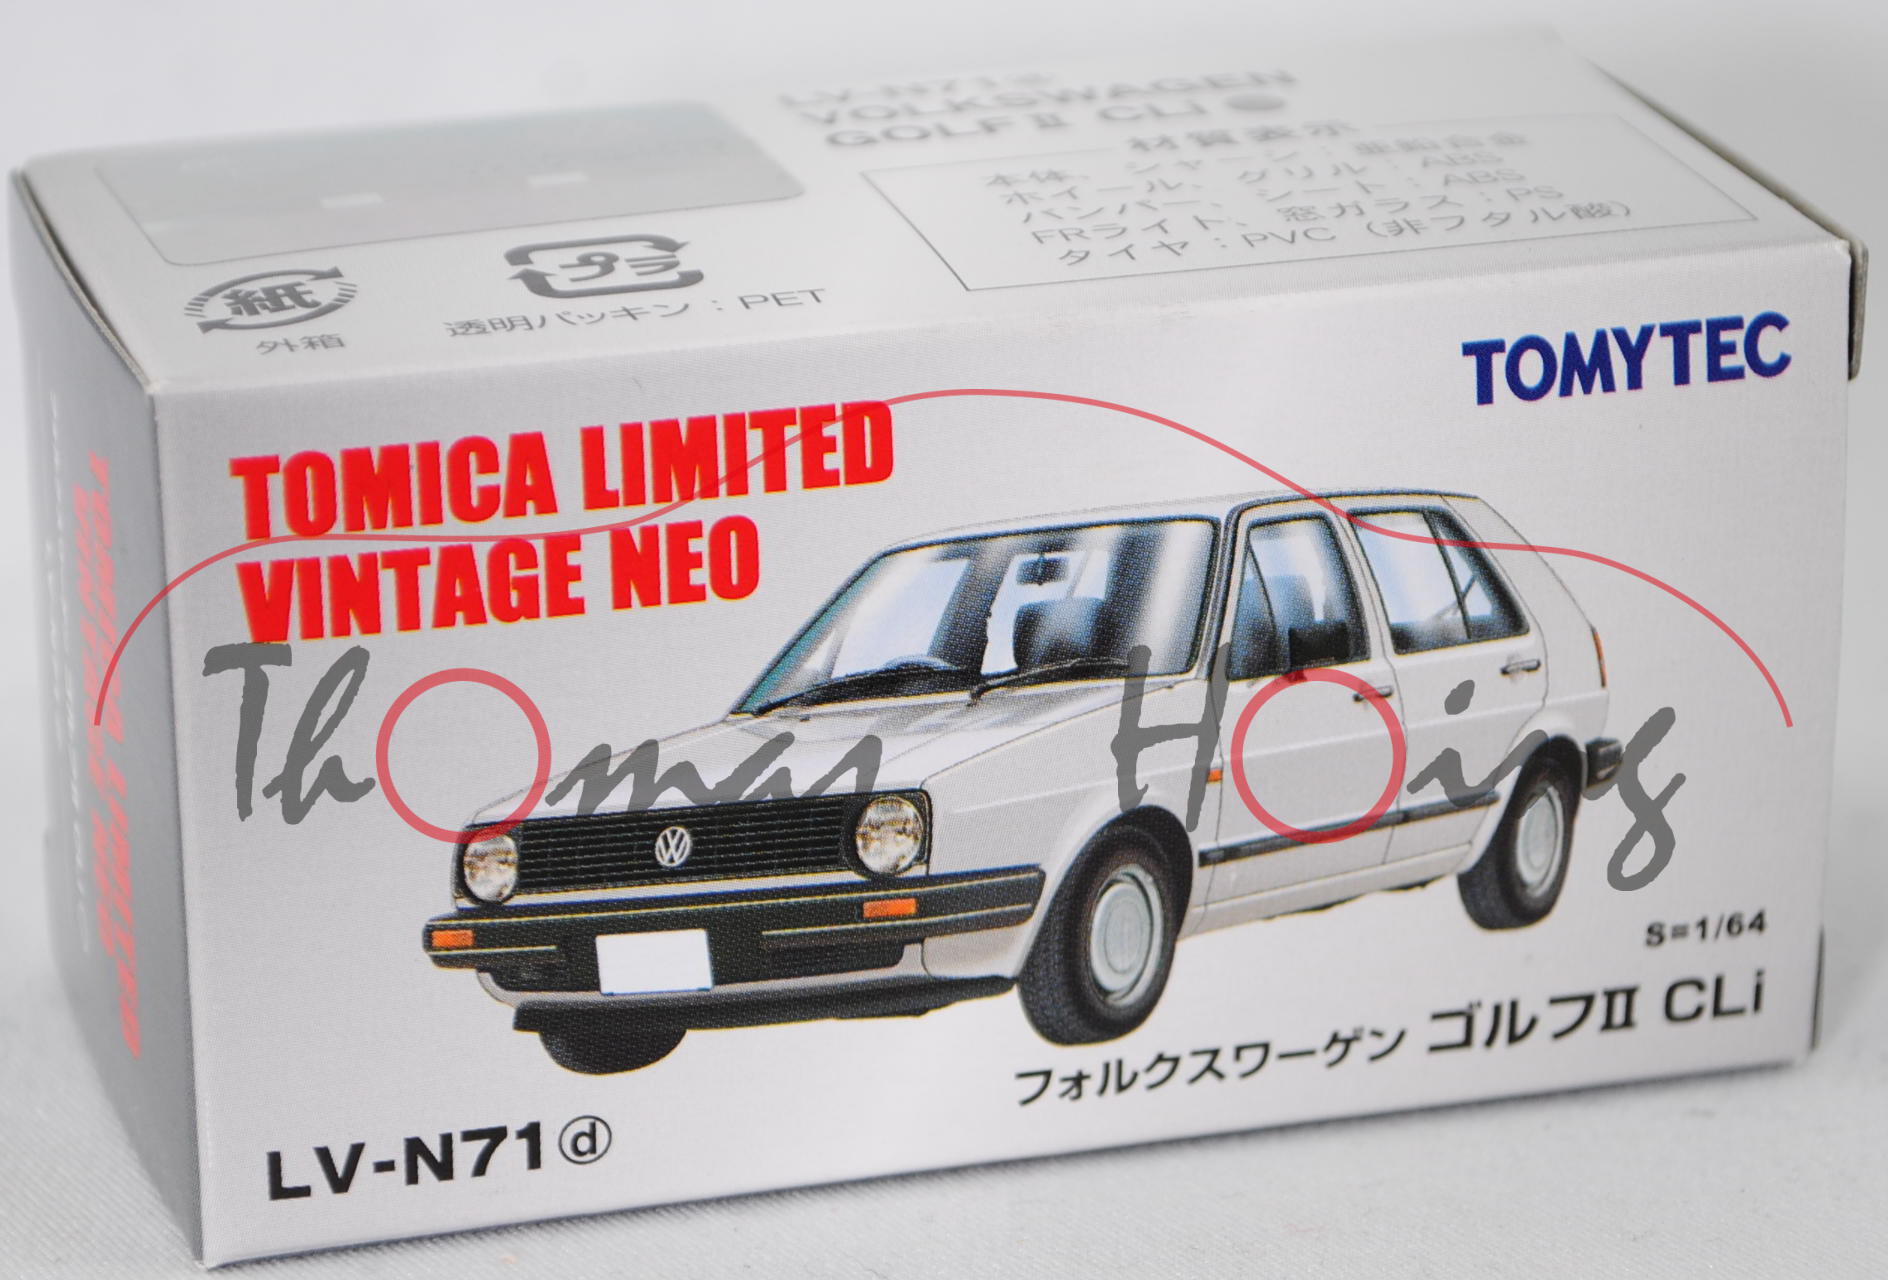 LV-N71d
VOLKSWAGEN
GOLF II CLi
材質表示
本体、シャーシ：亜鉛合金
ホイール、グリル：ABS
バンパー、シート：ABS
FRライト、窓ガラス：PS
タイヤ：PVC（非フタル酸）
プラ
紙
外箱
透明パッキン：PET
TOMYTEC
TOMICA LIMITED
VINTAGE NEO
Thomas Hoing
S=1/64
フォルクスワーゲン ゴルフII CLi
LV-N71ⓓ